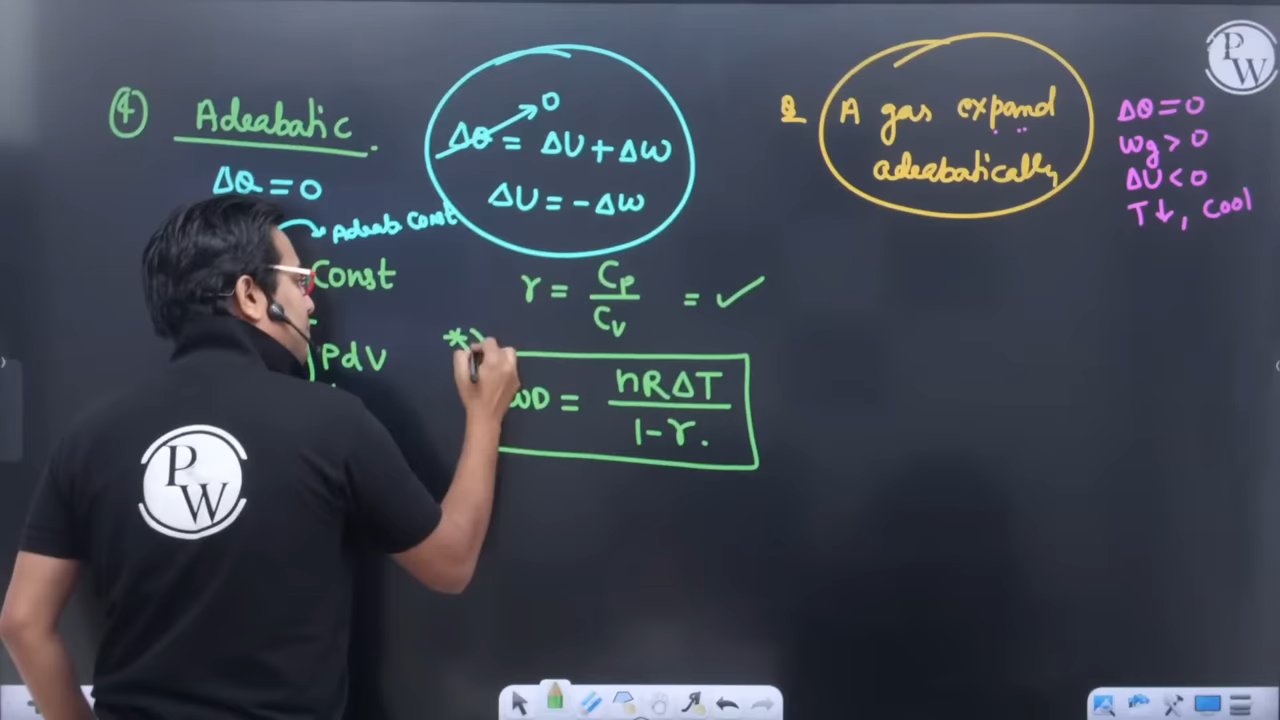 ④ Adeabatic
ΔQ = 0
Adeab Const
Const
PdV
ΔQ → 0 = ΔU + ΔW
ΔU = -ΔW
γ = Cp / Cv = ✓
*)
WD = nRΔT / 1-γ.
Q A gas expand
adeabatically
ΔQ = 0
Wg > 0
ΔU < 0
T↓, Cool
PW
PW